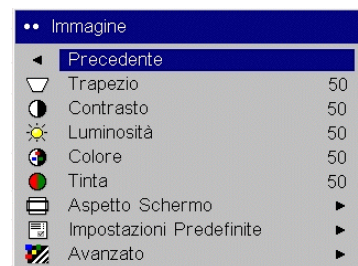 Immagine
Precedente
Trapezio 50
Contrasto 50
Luminosità 50
Colore 50
Tinta 50
Aspetto Schermo
Impostazioni Predefinite
Avanzato